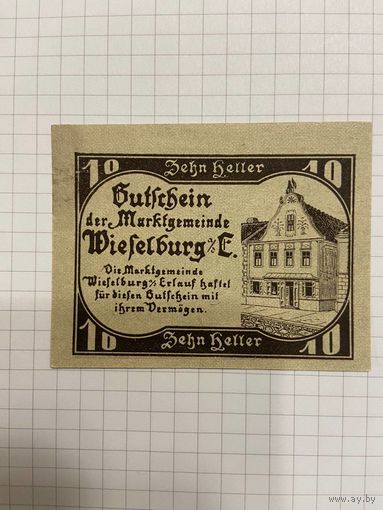 10 Zehn Heller 10
Gutschein
der Marktgemeinde
Wieselburg a/E.
Die Marktgemeinde
Wieselburg a/ Erlauf haftet
für diesen Gutschein mit
ihrem Vermögen.
10 Zehn Heller 10
www.ay.by